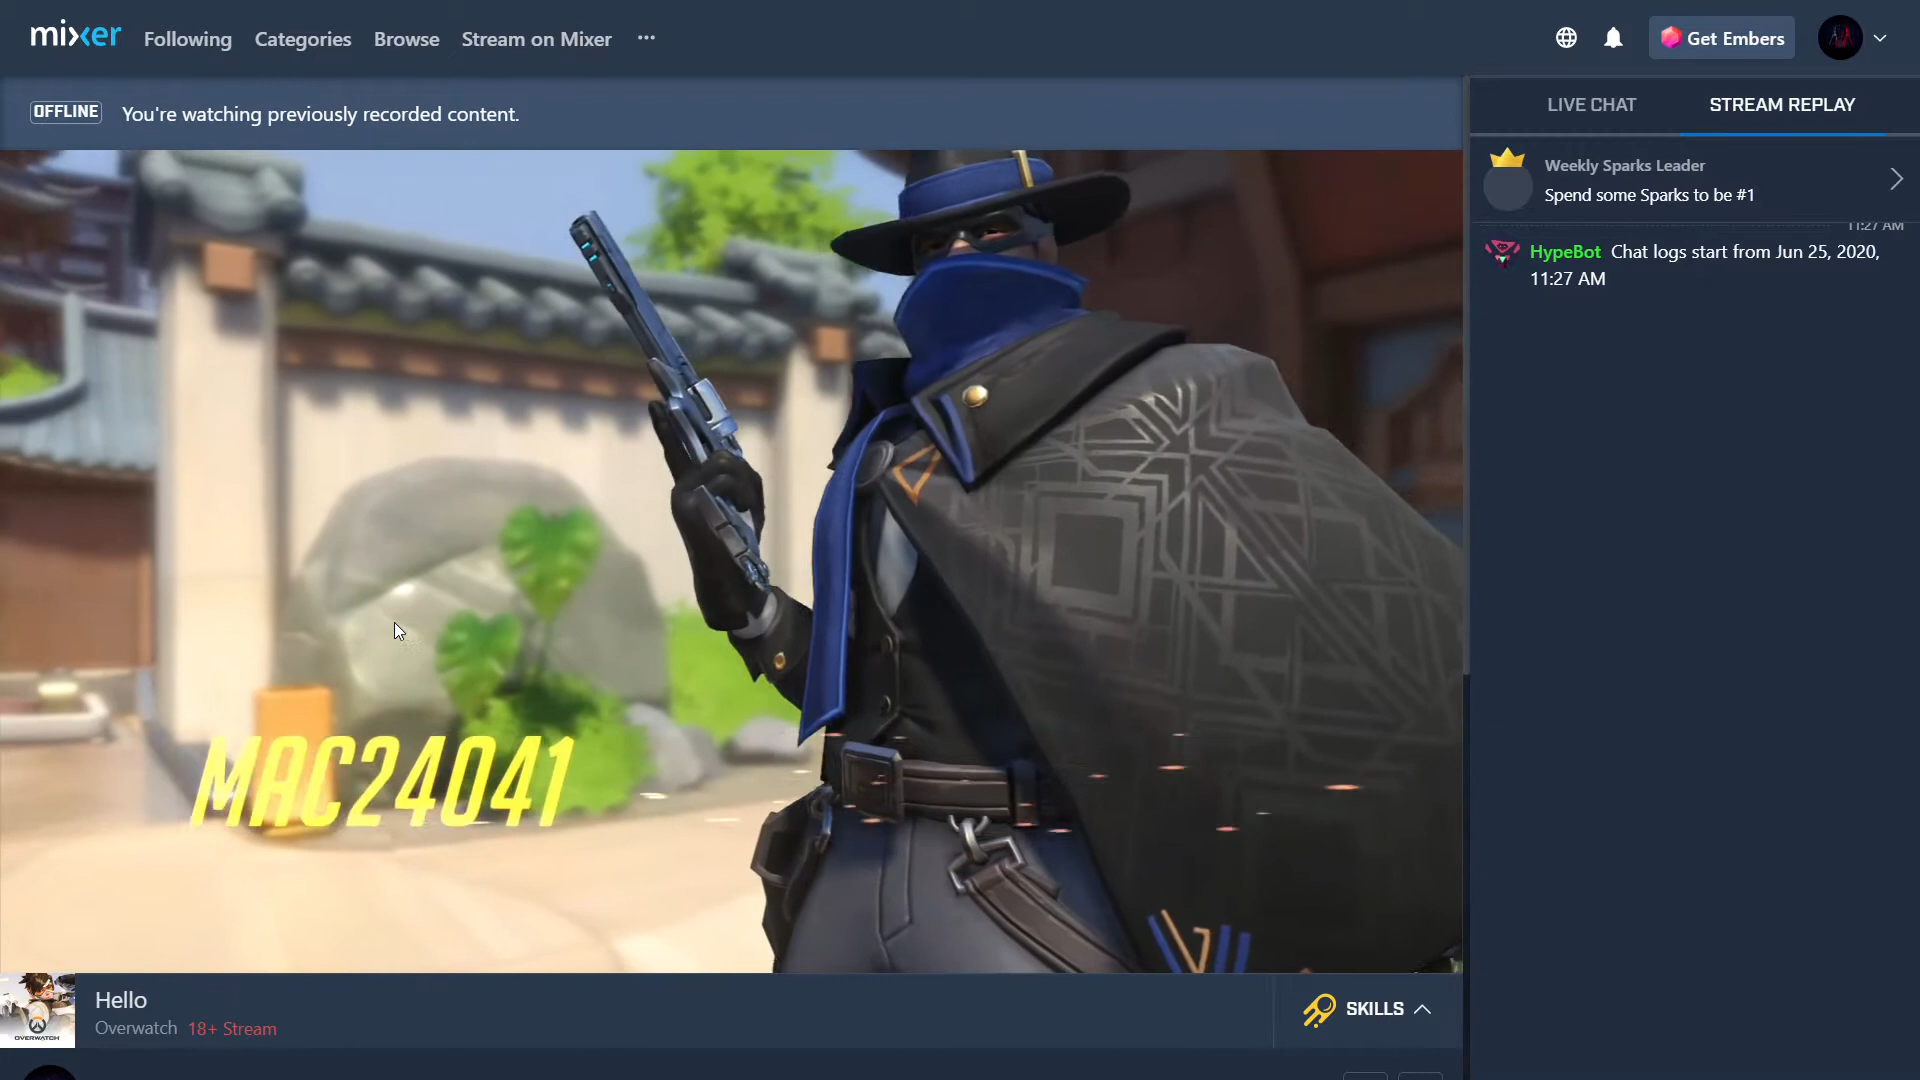 mixer
Following
Categories
Browse
Stream on Mixer
Get Embers
OFFLINE
You're watching previously recorded content.
LIVE CHAT
STREAM REPLAY
Weekly Sparks Leader
Spend some Sparks to be #1
11:27 AM
HypeBot Chat logs start from Jun 25, 2020,
11:27 AM
MAC24041
Hello
Overwatch 18+ Stream
OVERWATCH
SKILLS